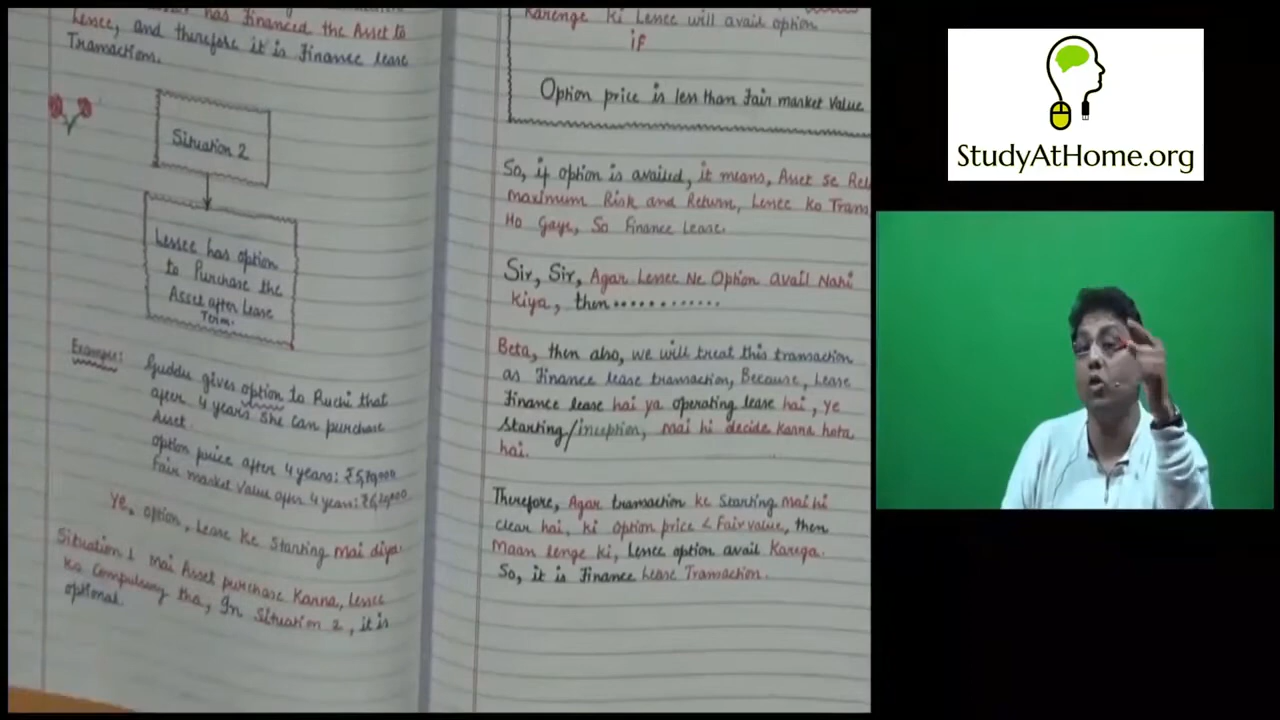 has Financed the Asset to
Lessee, and therefore it is Finance lease
Transactions.
Situation 2
Lessee has option
to Purchase the
Asset after Lease
Term.
Example: Guddu gives option to Ruchi that
after 4 years she can purchase
Asset.
option price after 4 years: ₹
Fair market Value after 4 years: ₹
Ye, option, Lease Ke Starting Mai diya.
Situation 1 Mai Asset purchase Karna, Lessee
Ko Compulsory tha, In Situation 2, it is
optional.
Karenge ki Lessee will avail option
if
Option price is less than Fair market Value
So, if option is availed, it means, Asset se Rel
maximum Risk and Return, Lessee Ko Trans
Ho Gaye, So Finance Lease.
Sir, Sir, Agar Lessee Ne Option avail Nahi
kiya, then............
Beta, then also, we will treat this transaction
as Finance lease transaction, Because, Lease
Finance lease hai ya operating lease hai, ye
Starting/inception, mai hi decide karna hota
hai.
Therefore, Agar transaction ke Starting mai hi
clear hai, ki option price < Fair value, then
Maan lenge ki, Lessee option avail Karega.
So, it is Finance Lease Transaction.
StudyAtHome.org